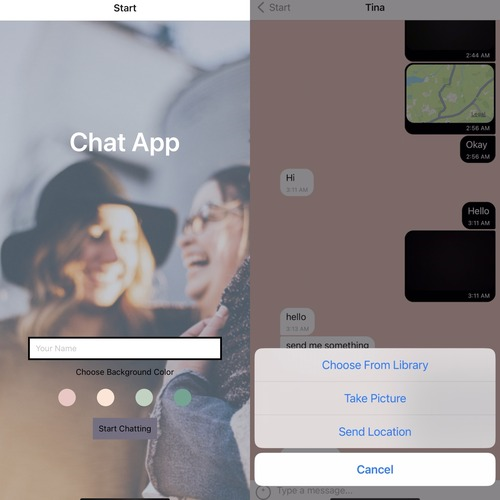 Start
Chat App
Your Name
Choose Background Color
Start Chatting
Start
Tina
2:44 AM
Legal
2:56 AM
Okay
2:56 AM
Hi
3:11 AM
Hello
3:11 AM
3:11 AM
hello
3:13 AM
send me something
Choose From Library
Take Picture
Send Location
Cancel
Type a message...